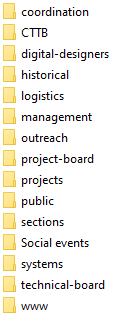 coordination
CTTB
digital-designers
historical
logistics
management
outreach
project-board
projects
public
sections
Social events
systems
technical-board
www